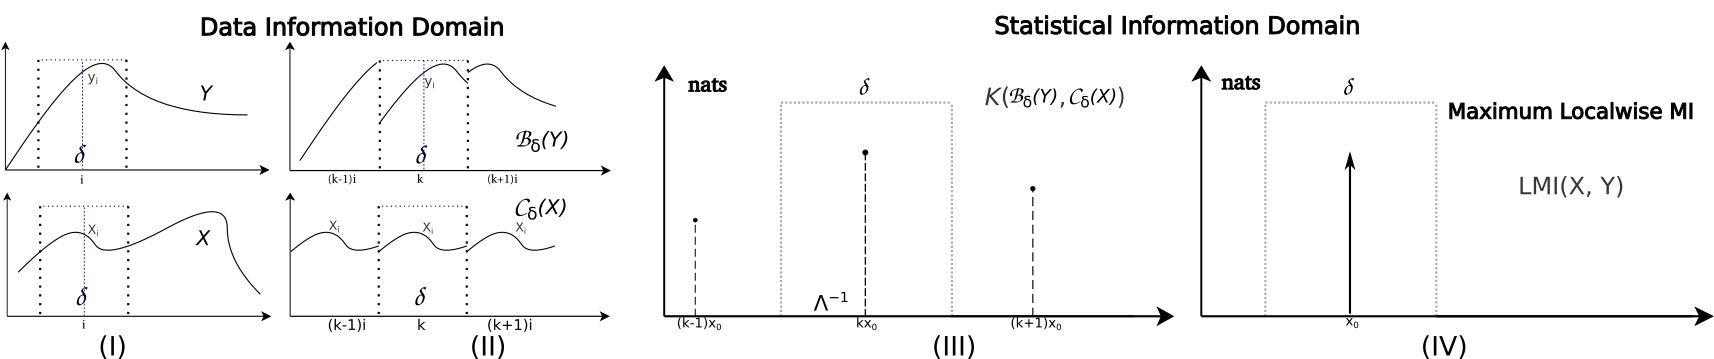 Data Information Domain
Statistical Information Domain
yᵢ
Y
δ
i
Xᵢ
X
δ
i
(I)
yᵢ
ℬδ(Y)
δ
(k-1)i
k
(k+1)i
𝒞δ(X)
Xᵢ
Xᵢ
Xᵢ
δ
(k-1)i
k
(k+1)i
(II)
nats
δ
K(ℬδ(Y), 𝒞δ(X))
Λ⁻¹
(k-1)x₀
kx₀
(k+1)x₀
(III)
nats
δ
Maximum Localwise MI
LMI(X, Y)
x₀
(IV)